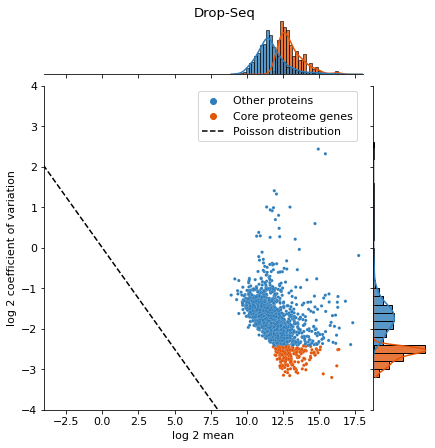 Drop-Seq
Other proteins
Core proteome genes
Poisson distribution
4
3
2
1
0
−1
−2
−3
−4
log 2 coefficient of variation
−2.5 0.0 2.5 5.0 7.5 10.0 12.5 15.0 17.5
log 2 mean